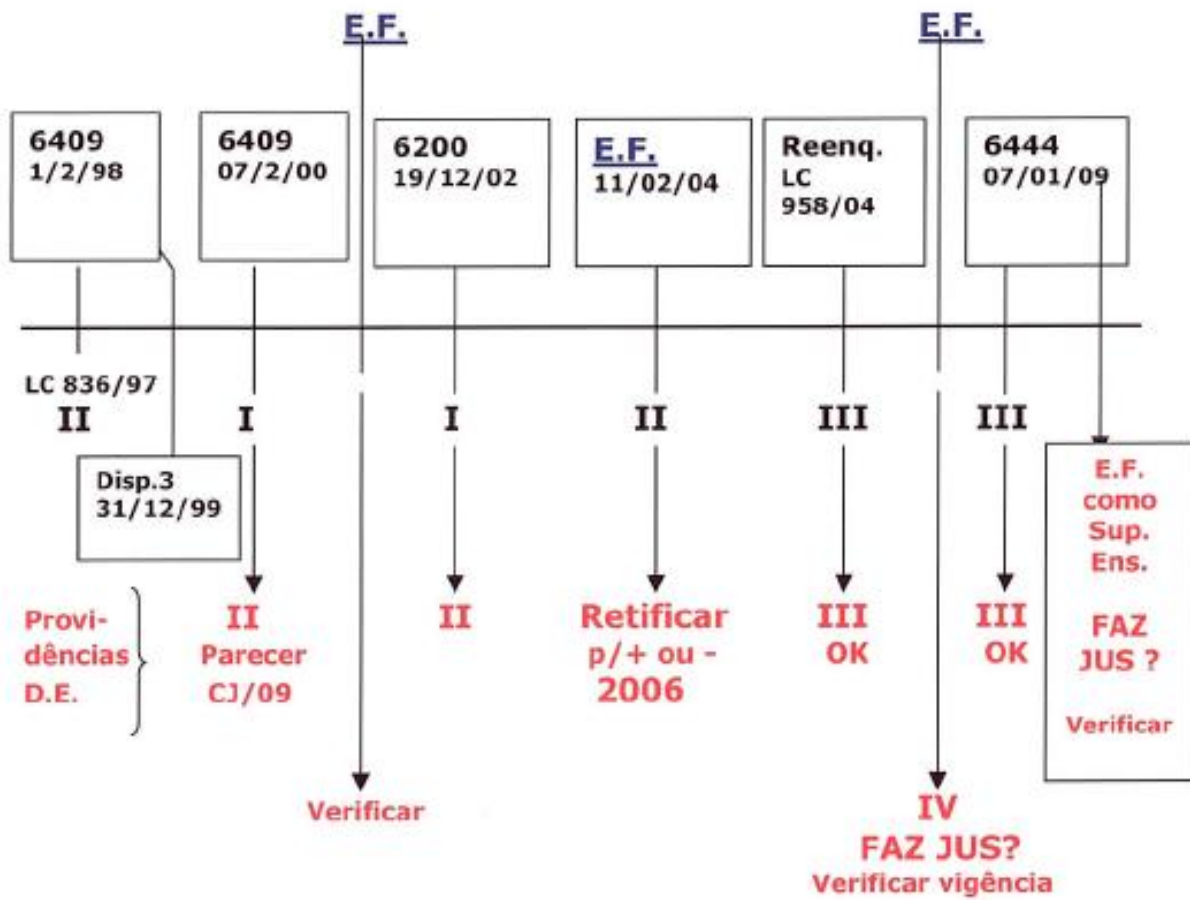 E.F.
E.F.
6409
1/2/98
6409
07/2/00
6200
19/12/02
E.F.
11/02/04
Reenq.
LC
958/04
6444
07/01/09
LC 836/97
II
I
I
II
III
III
Disp.3
31/12/99
E.F.
como
Sup.
Ens.
FAZ
JUS ?
Verificar
Provi-
dências
D.E.
II
Parecer
CJ/09
II
Retificar
p/+ ou -
2006
III
OK
III
OK
Verificar
IV
FAZ JUS?
Verificar vigência